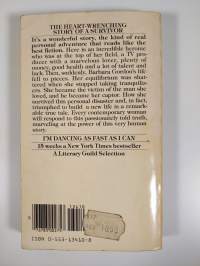 THE HEART-WRENCHING
STORY OF A SURVIVOR
It's a wonderful story, the kind of real
personal adventure that reads like the
best fiction. Here is an incredible heroine
who was at the top of her field, a TV pro
ducer with a marvelous lover, plenty of
money, good health and a lot of talent and
luck. Then, suddenly, Barbara Gordon's life
fell to pieces. Her equilibrium was shat-
tered when she stopped taking tranquiliz-
ers. She became the victim of the man she
loved, and he became her captor. How she
survived this personal disaster and, in fact,
triumphed to build a new life is a remark-
able true tale. Every contemporary woman
will respond to this passionately told truth,
marveling at the power of this very human
story.
I'M DANCING AS FAST AS I CAN
18 weeks a New York Times bestseller
A Literary Guild Selection
ISBN 0-553-13440-8